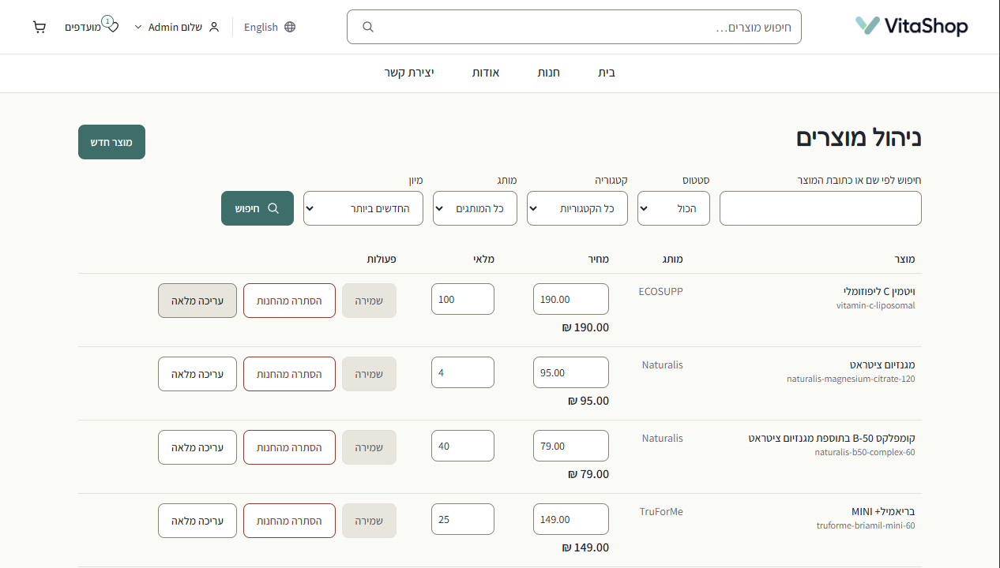 VitaShop
חיפוש מוצרים...
English
שלום Admin
מועדפים 1
בית
חנות
אודות
יצירת קשר
ניהול מוצרים
מוצר חדש
חיפוש לפי שם או כתובת המוצר
סטטוס
קטגוריה
מותג
מיון
הכול
כל הקטגוריות
כל המותגים
החדשים ביותר
חיפוש
מוצר מחיר מותג מלאי פעולות
ויטמין C ליפוזומלי
vitamin-c-liposomal
ECOSUPP
190.00
190.00 ₪
100
שמירה
הסתרה מהחנות
עריכה מלאה
מגנזיום ציטראט
naturalis-magnesium-citrate-120
Naturalis
95.00
95.00 ₪
4
שמירה
הסתרה מהחנות
עריכה מלאה
קומפלקס B-50 בתוספת מגנזיום ציטראט
naturalis-b50-complex-60
Naturalis
79.00
79.00 ₪
40
שמירה
הסתרה מהחנות
עריכה מלאה
בריאמיל+ MINI
truforme-briamil-mini-60
TruForMe
149.00
149.00 ₪
25
שמירה
הסתרה מהחנות
עריכה מלאה